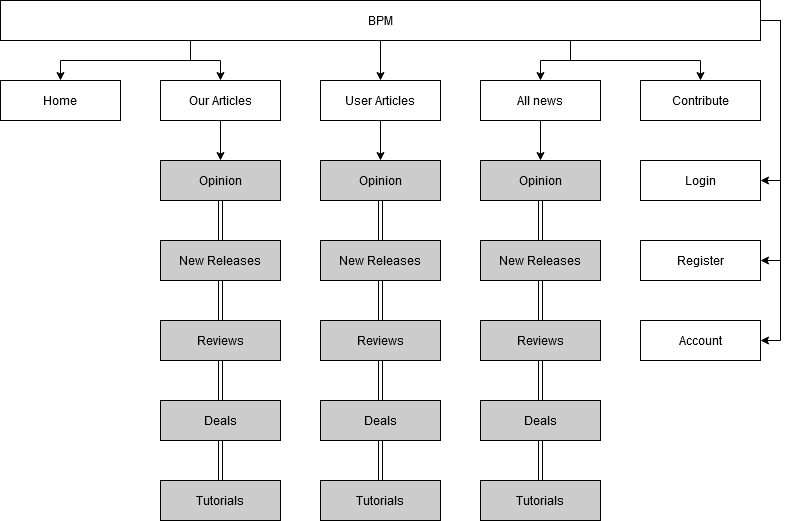 BPM
Home
Our Articles
User Articles
All news
Contribute
Opinion
Opinion
Opinion
Login
New Releases
New Releases
New Releases
Register
Reviews
Reviews
Reviews
Account
Deals
Deals
Deals
Tutorials
Tutorials
Tutorials